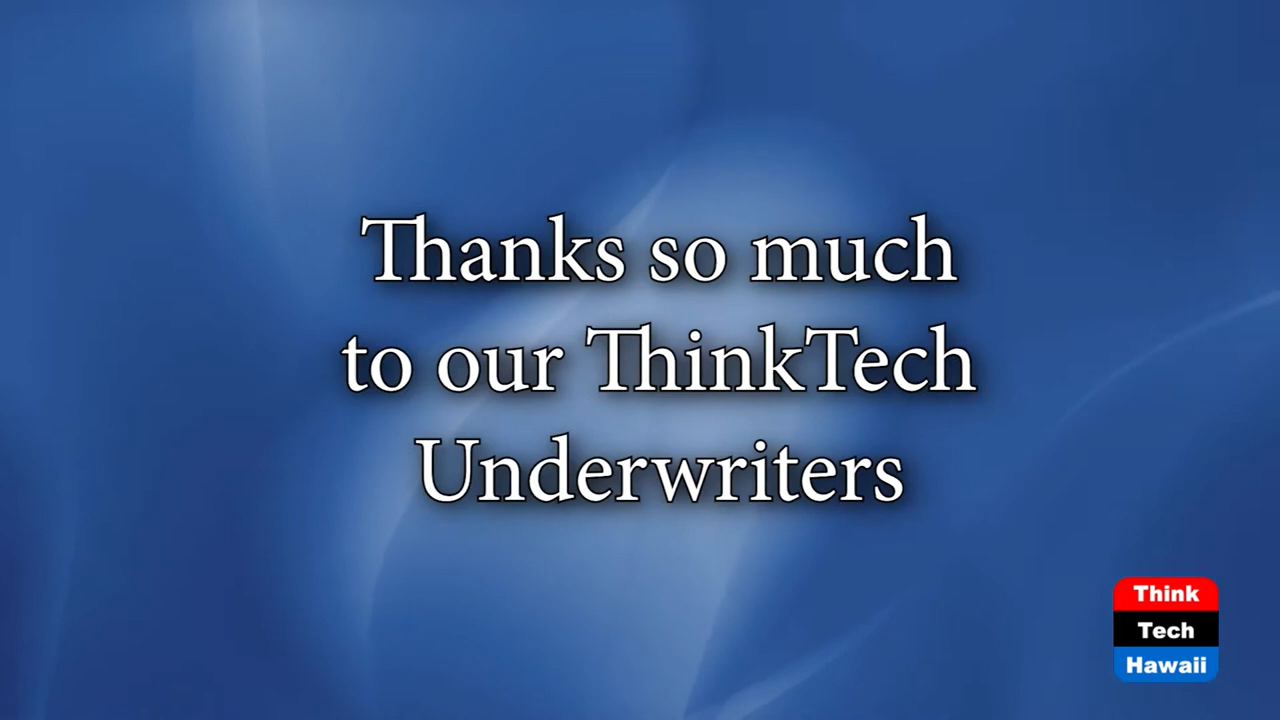 Thanks so much
to our ThinkTech
Underwriters
Think
Tech
Hawaii